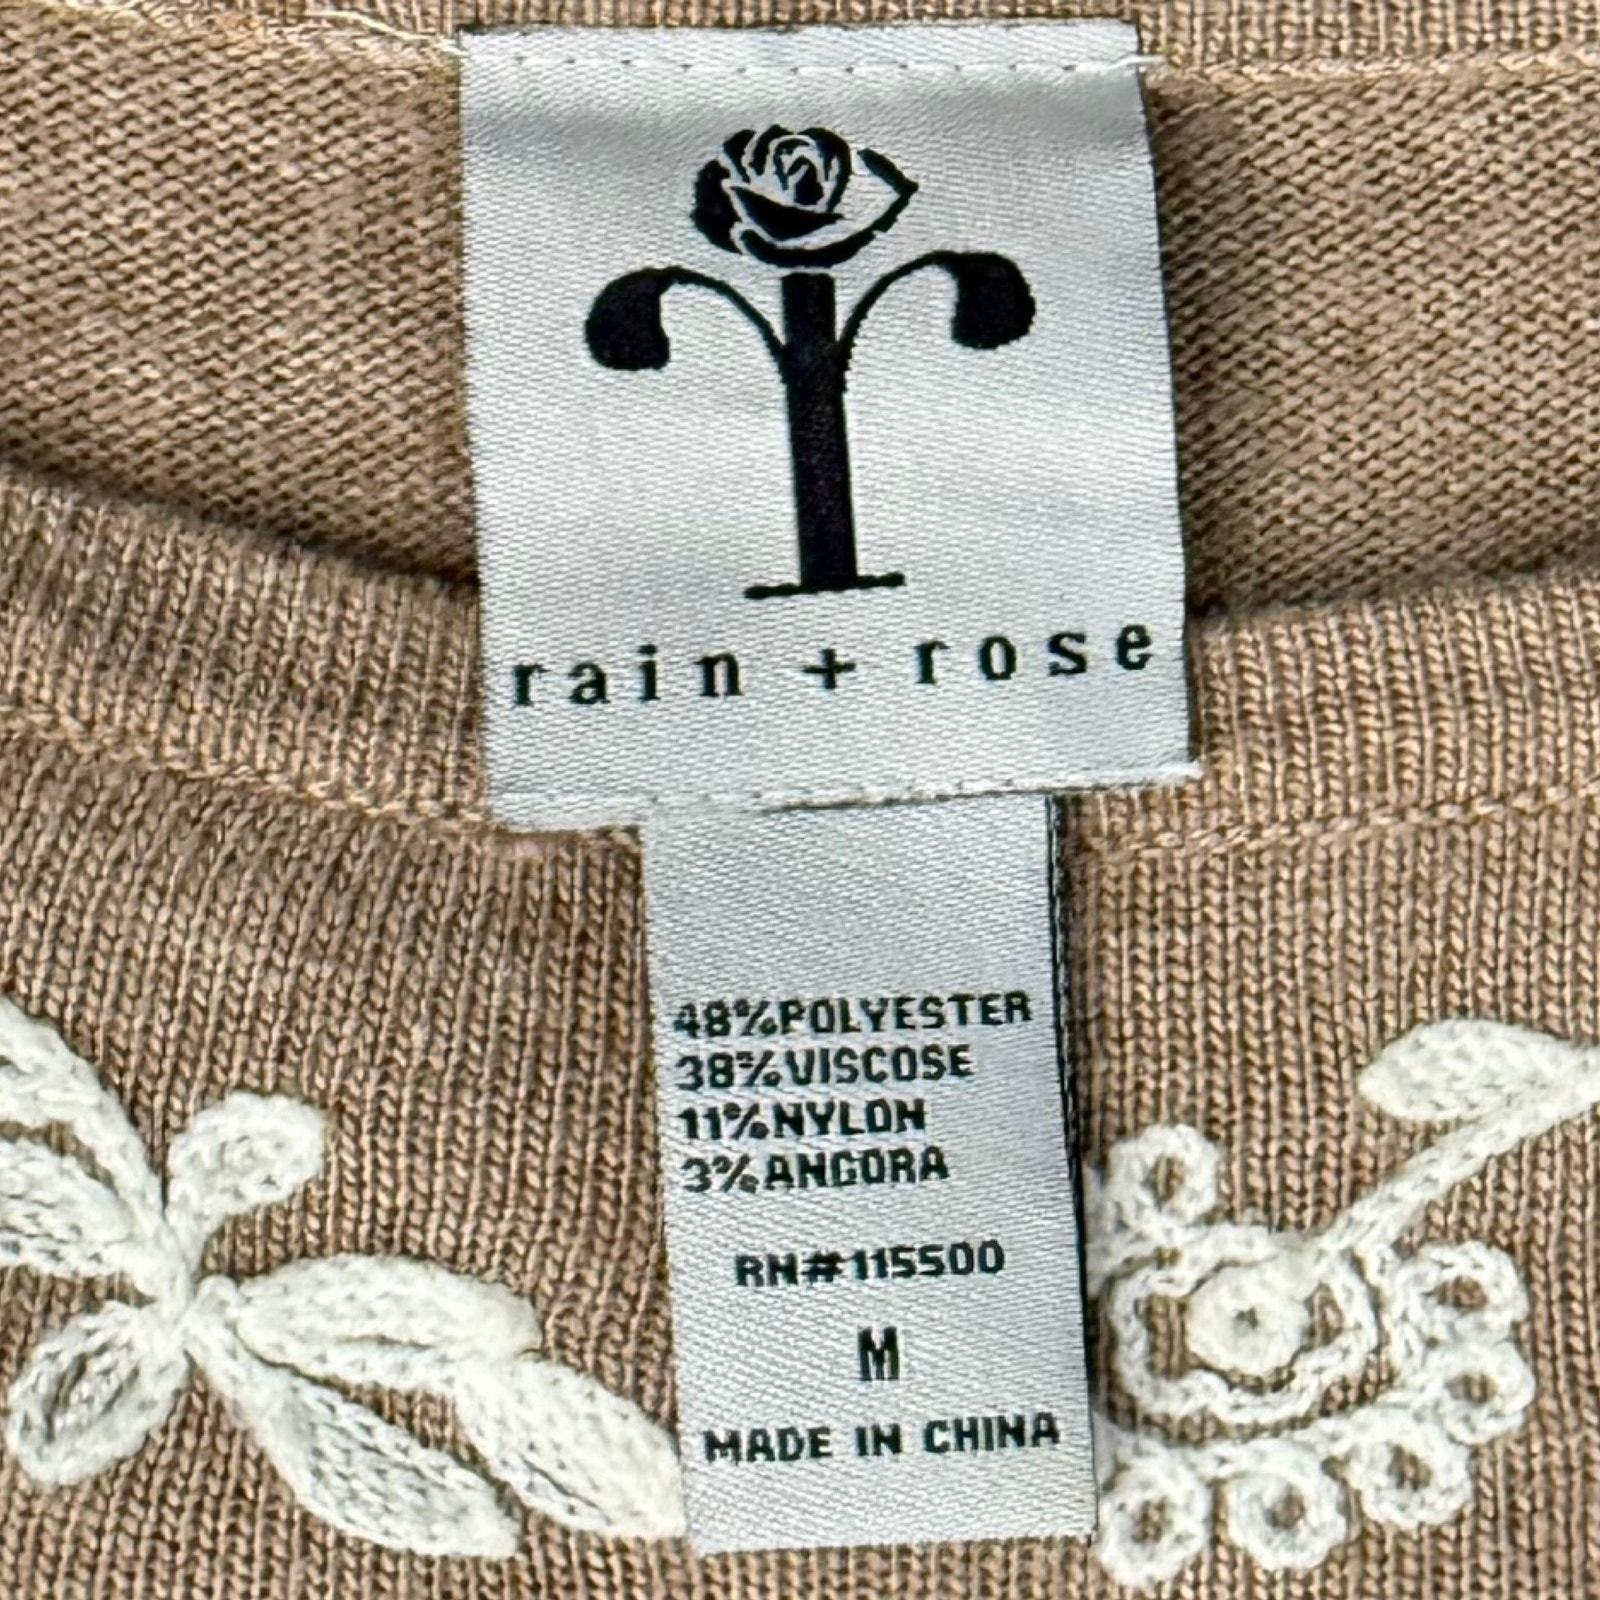 rain + rose
48%POLYESTER
38%VISCOSE
11%NYLON
3%ANGORA
RN#115500
M
MADE IN CHINA